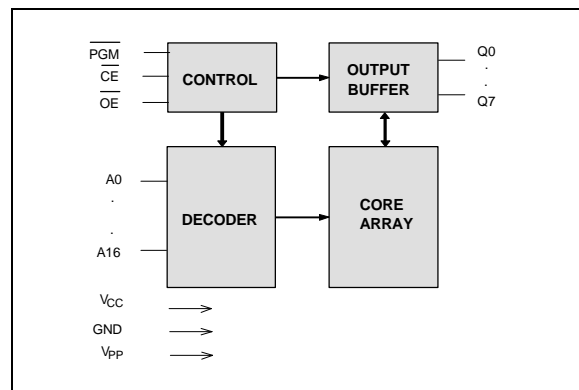 PGM
CE
OE
CONTROL
OUTPUT
BUFFER
Q0
.
.
Q7
A0
.
.
A16
DECODER
CORE
ARRAY
VCC
GND
VPP